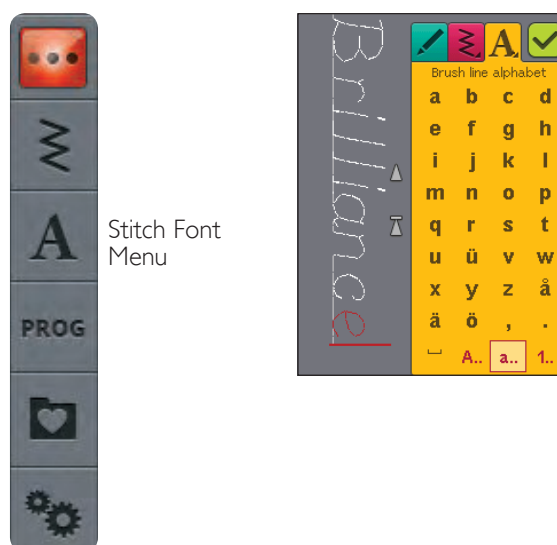 A
Stitch Font
Menu
PROG
Brilliance
A
Brush line alphabet
a b c d
e f g h
i j k l
m n o p
q r s t
u ü v w
x y z å
ä ö , .
A.. a.. 1..